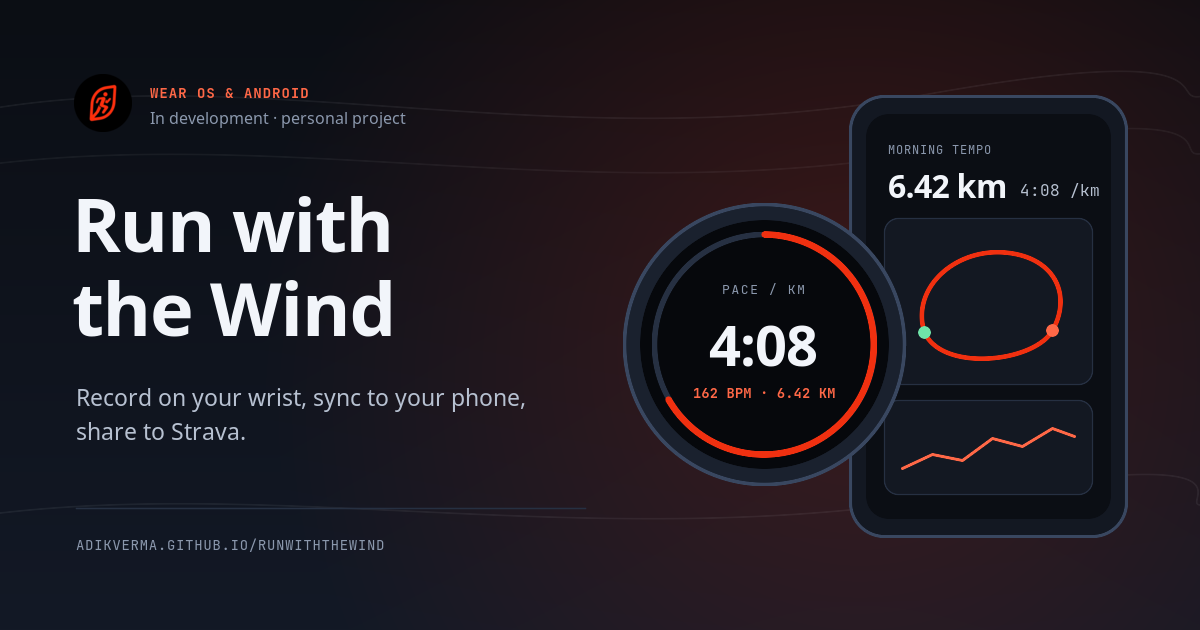 WEAR OS & ANDROID
In development · personal project
Run with
the Wind
Record on your wrist, sync to your phone,
share to Strava.
ADIKVERMA.GITHUB.IO/RUNWITHTHEWIND
PACE / KM
4:08
162 BPM · 6.42 KM
MORNING TEMPO
6.42 km 4:08 /km